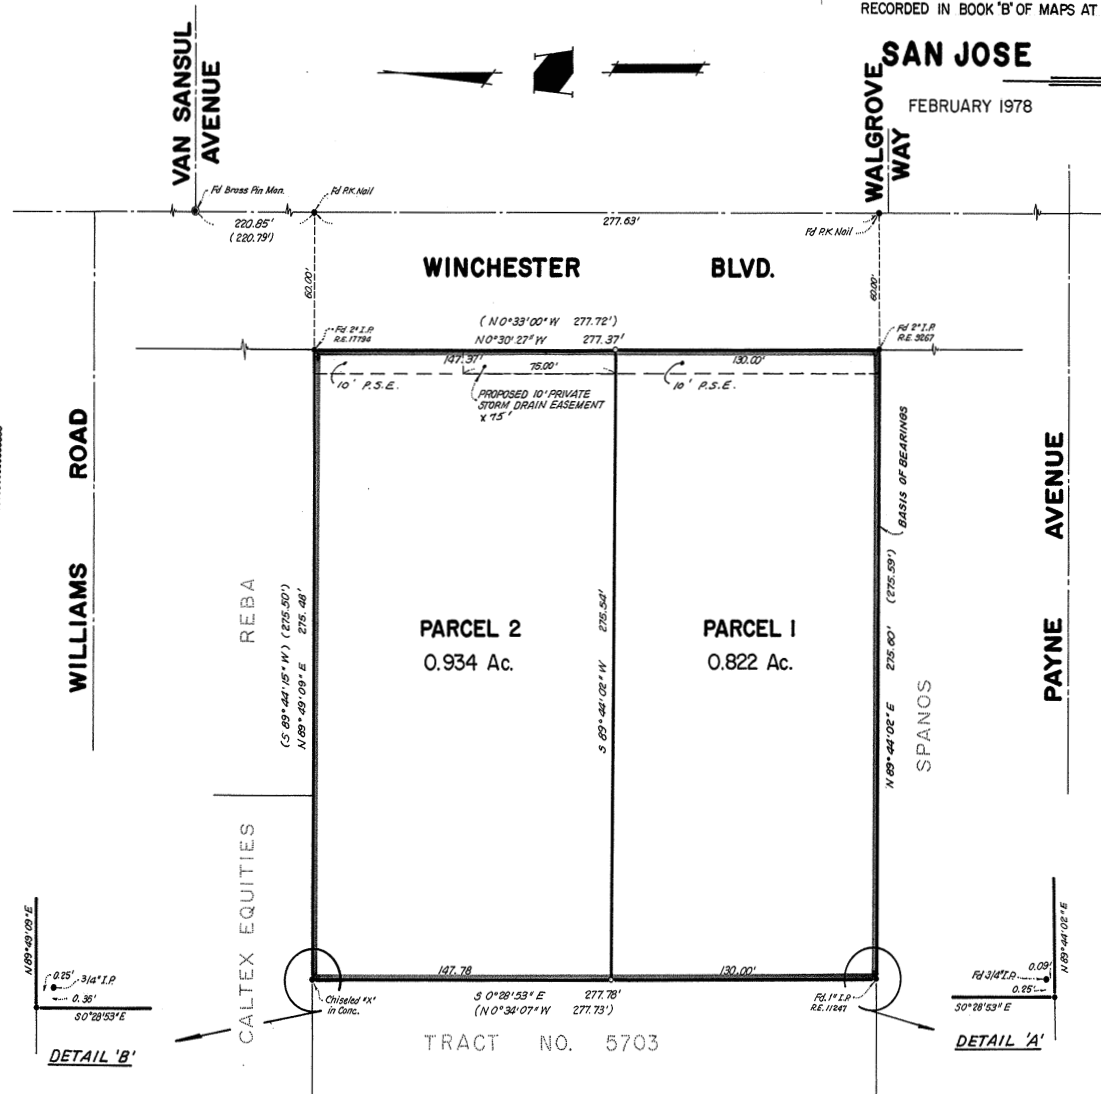 RECORDED IN BOOK "B" OF MAPS AT
SAN JOSE
FEBRUARY 1978
VAN SANSUL
AVENUE
WALGROVE
WAY
Fd Brass Pin Mon.
Fd P.K. Nail
220.85'
(220.79')
277.63'
Fd P.K. Nail
WINCHESTER BLVD.
60.00'
60.00'
(N 0°33'00" W 277.72')
N 0°30'27" W 277.37'
Fd. 2" I.P.
R.E. 17794
Fd 2" I.P.
R.E. 3267
147.37'
75.00'
130.00'
10' P.S.E.
PROPOSED 10' PRIVATE
STORM DRAIN EASEMENT
x 75'
10' P.S.E.
WILLIAMS ROAD
REBA
(S 89°44'15" W) (275.50')
N 89°49'09" E 275.48'
PARCEL 2
0.934 Ac.
S 89°44'02" W 275.54'
PARCEL 1
0.822 Ac.
BASIS OF BEARINGS
N 89°44'02" E 275.60' (275.59')
SPANOS
PAYNE AVENUE
CALTEX EQUITIES
N 89°49'09" E
0.25'
3/4" I.P.
0.36'
S 0°28'53" E
DETAIL 'B'
147.78
130.00'
Chiseled "X"
in Conc.
S 0°28'53" E 277.78'
(N 0°34'07" W 277.73')
Fd. 1" I.P.
R.E. 11247
TRACT NO. 5703
N 89°44'02" E
0.09'
Fd 3/4" I.P.
0.25'
S 0°28'53" E
DETAIL 'A'